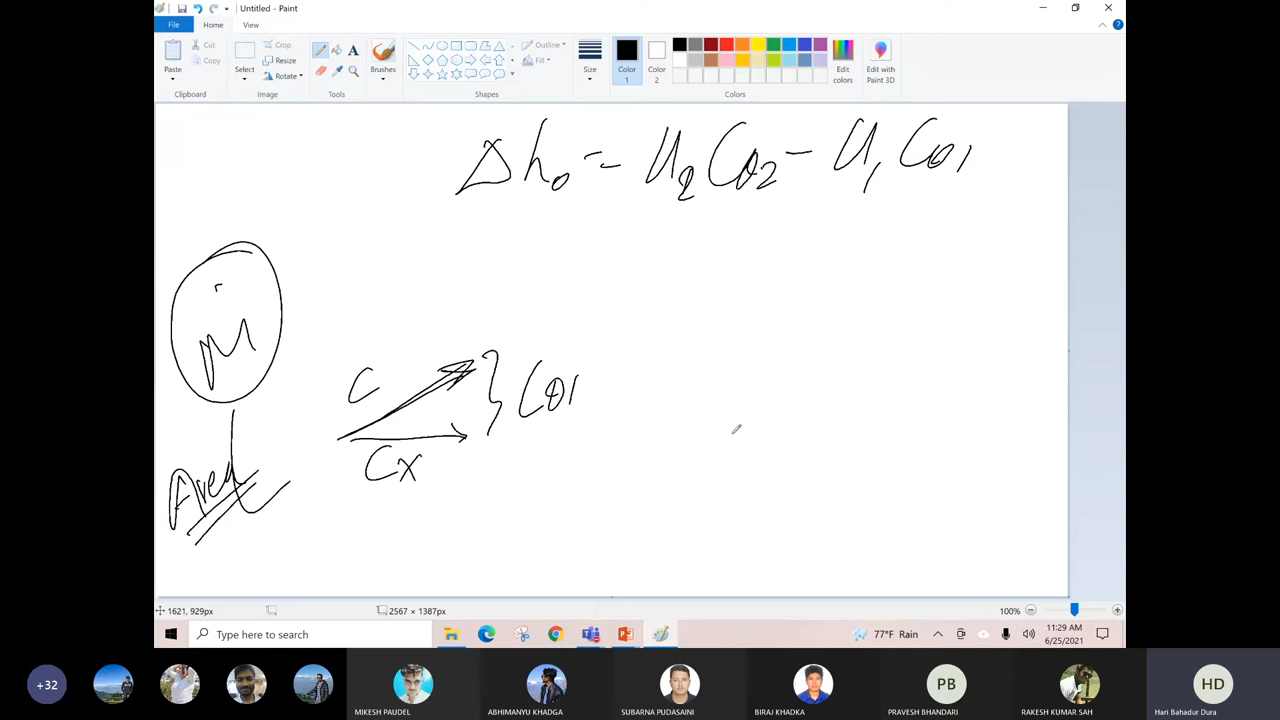 Untitled - Paint
File Home View
Paste Cut Copy Select Crop Resize Rotate A Brushes Outline Fill Size Color 1 Color 2 Edit colors Edit with Paint 3D
Clipboard Image Tools Shapes Colors
Δh₀ = U₂Cθ₂ - U₁Cθ1
ṁ
C
Cθ1
Cx
Area
1621, 929px 2567 × 1387px 100%
Type here to search 77°F Rain 11:29 AM 6/25/2021
+32 PB HD
MIKESH PAUDEL ABHIMANYU KHADGA SUBARNA PUDASAINI BIRAJ KHADKA PRAVESH BHANDARI RAKESH KUMAR SAH Hari Bahadur Dura